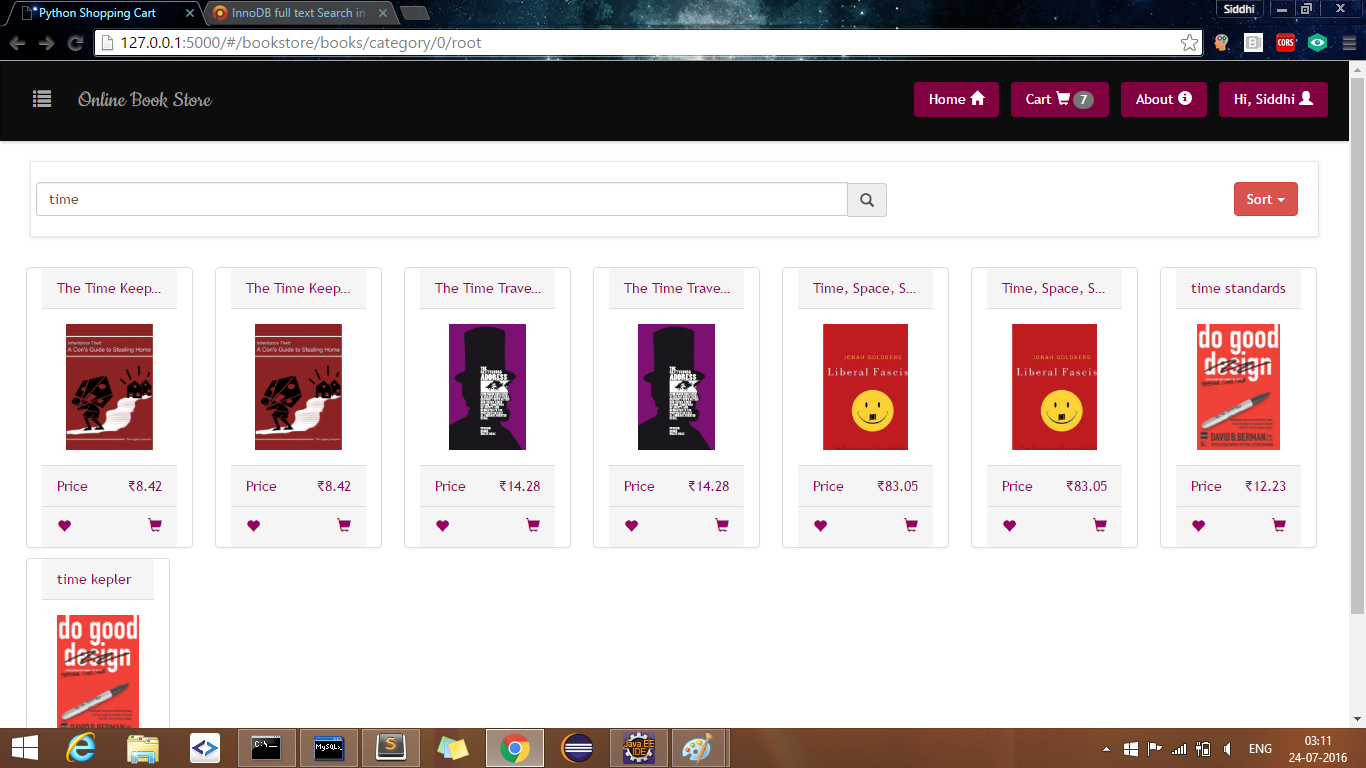 Python Shopping Cart
InnoDB full text Search in
Siddhi
127.0.0.1:5000/#/bookstore/books/category/0/root
CORS
Online Book Store
Home
Cart 7
About
Hi, Siddhi
time
Sort
The Time Keep...
The Time Keep...
The Time Trave...
The Time Trave...
Time, Space, S...
Time, Space, S...
time standards
Inheritance Theft
A Con's Guide to Stealing Home
Inheritance Theft
A Con's Guide to Stealing Home
THE
GETTYSBURG
ADDRESS
THE
GETTYSBURG
ADDRESS
JONAH GOLDBERG
Liberal Fascis
JONAH GOLDBERG
Liberal Fascis
do good
design
DAVID B. BERMAN
Price ₹8.42
Price ₹8.42
Price ₹14.28
Price ₹14.28
Price ₹83.05
Price ₹83.05
Price ₹12.23
time kepler
do good
design
DAVID B. BERMAN
C:\_
MySQL>
S
Java EE
IDE
ENG
03:11
24-07-2016